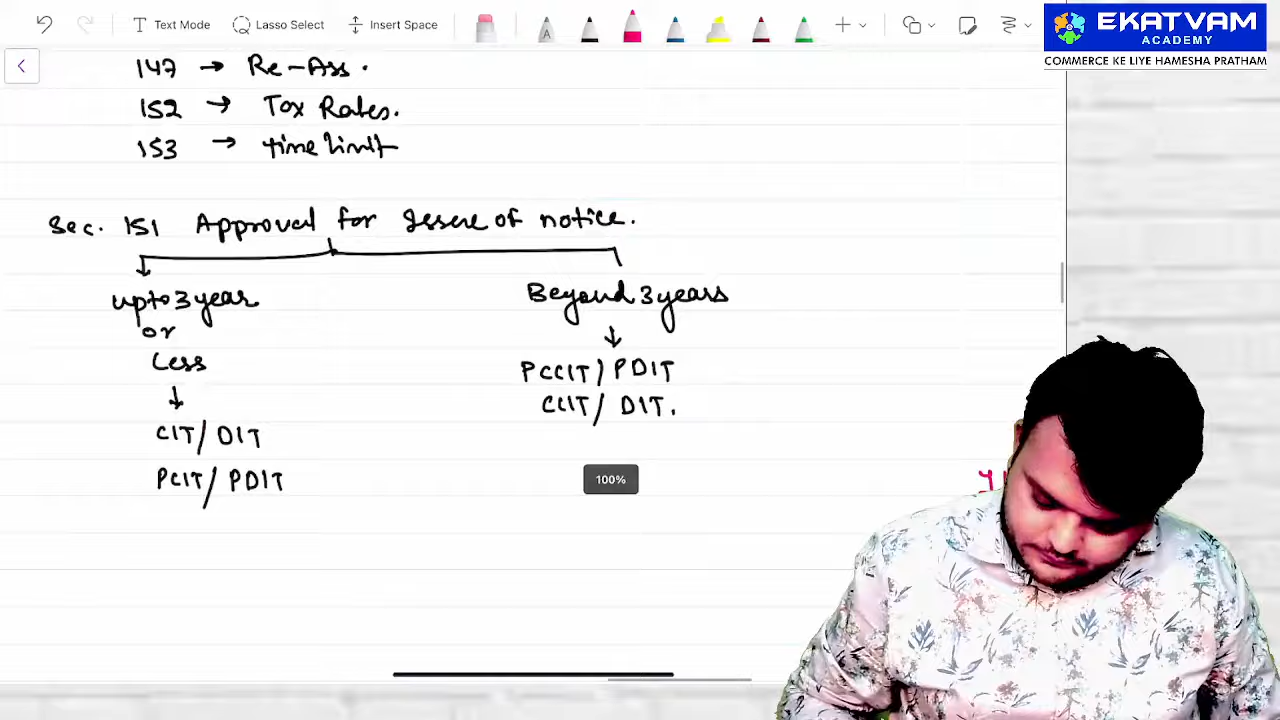 Text Mode Lasso Select Insert Space
EKATVAM
ACADEMY
COMMERCE KE LIYE HAMESHA PRATHAM
147 → Re-Ass.
152 → Tax Rates.
153 → time limit
Sec. 151 Approval for Issue of notice.
upto 3 year
or
Less
↓
CIT/ DIT
PCIT/ PDIT
Beyond 3 years
↓
PCCIT/ PDIT
CCIT/ DIT.
100%